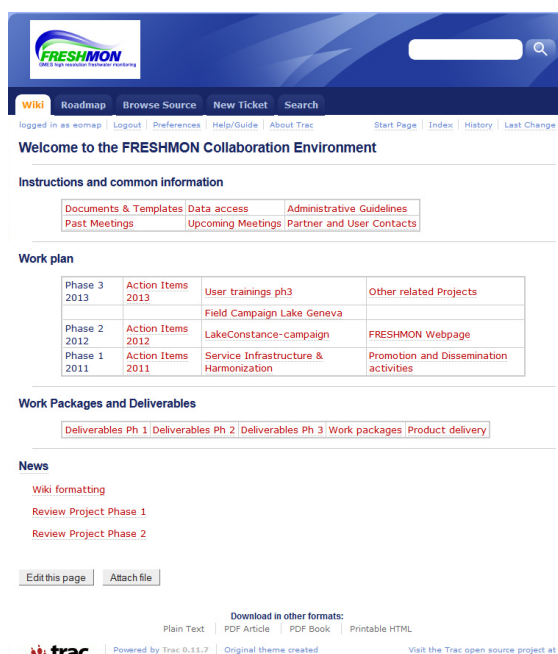 FRESHMON
GMES high resolution freshwater monitoring
Wiki Roadmap Browse Source New Ticket Search
logged in as eomap Logout Preferences Help/Guide About Trac Start Page Index History Last Change
Welcome to the FRESHMON Collaboration Environment
Instructions and common information
Documents & Templates Data access Administrative Guidelines
Past Meetings Upcoming Meetings Partner and User Contacts
Work plan
Phase 3 Action Items
2013 2013 User trainings ph3 Other related Projects
Field Campaign Lake Geneva
Phase 2 Action Items
2012 2012 LakeConstance-campaign FRESHMON Webpage
Phase 1 Action Items Service Infrastructure & Promotion and Dissemination
2011 2011 Harmonization activities
Work Packages and Deliverables
Deliverables Ph 1 Deliverables Ph 2 Deliverables Ph 3 Work packages Product delivery
News
Wiki formatting
Review Project Phase 1
Review Project Phase 2
Edit this page Attach file
Download in other formats:
Plain Text PDF Article PDF Book Printable HTML
trac Powered by Trac 0.11.7 Original theme created Visit the Trac open source project at